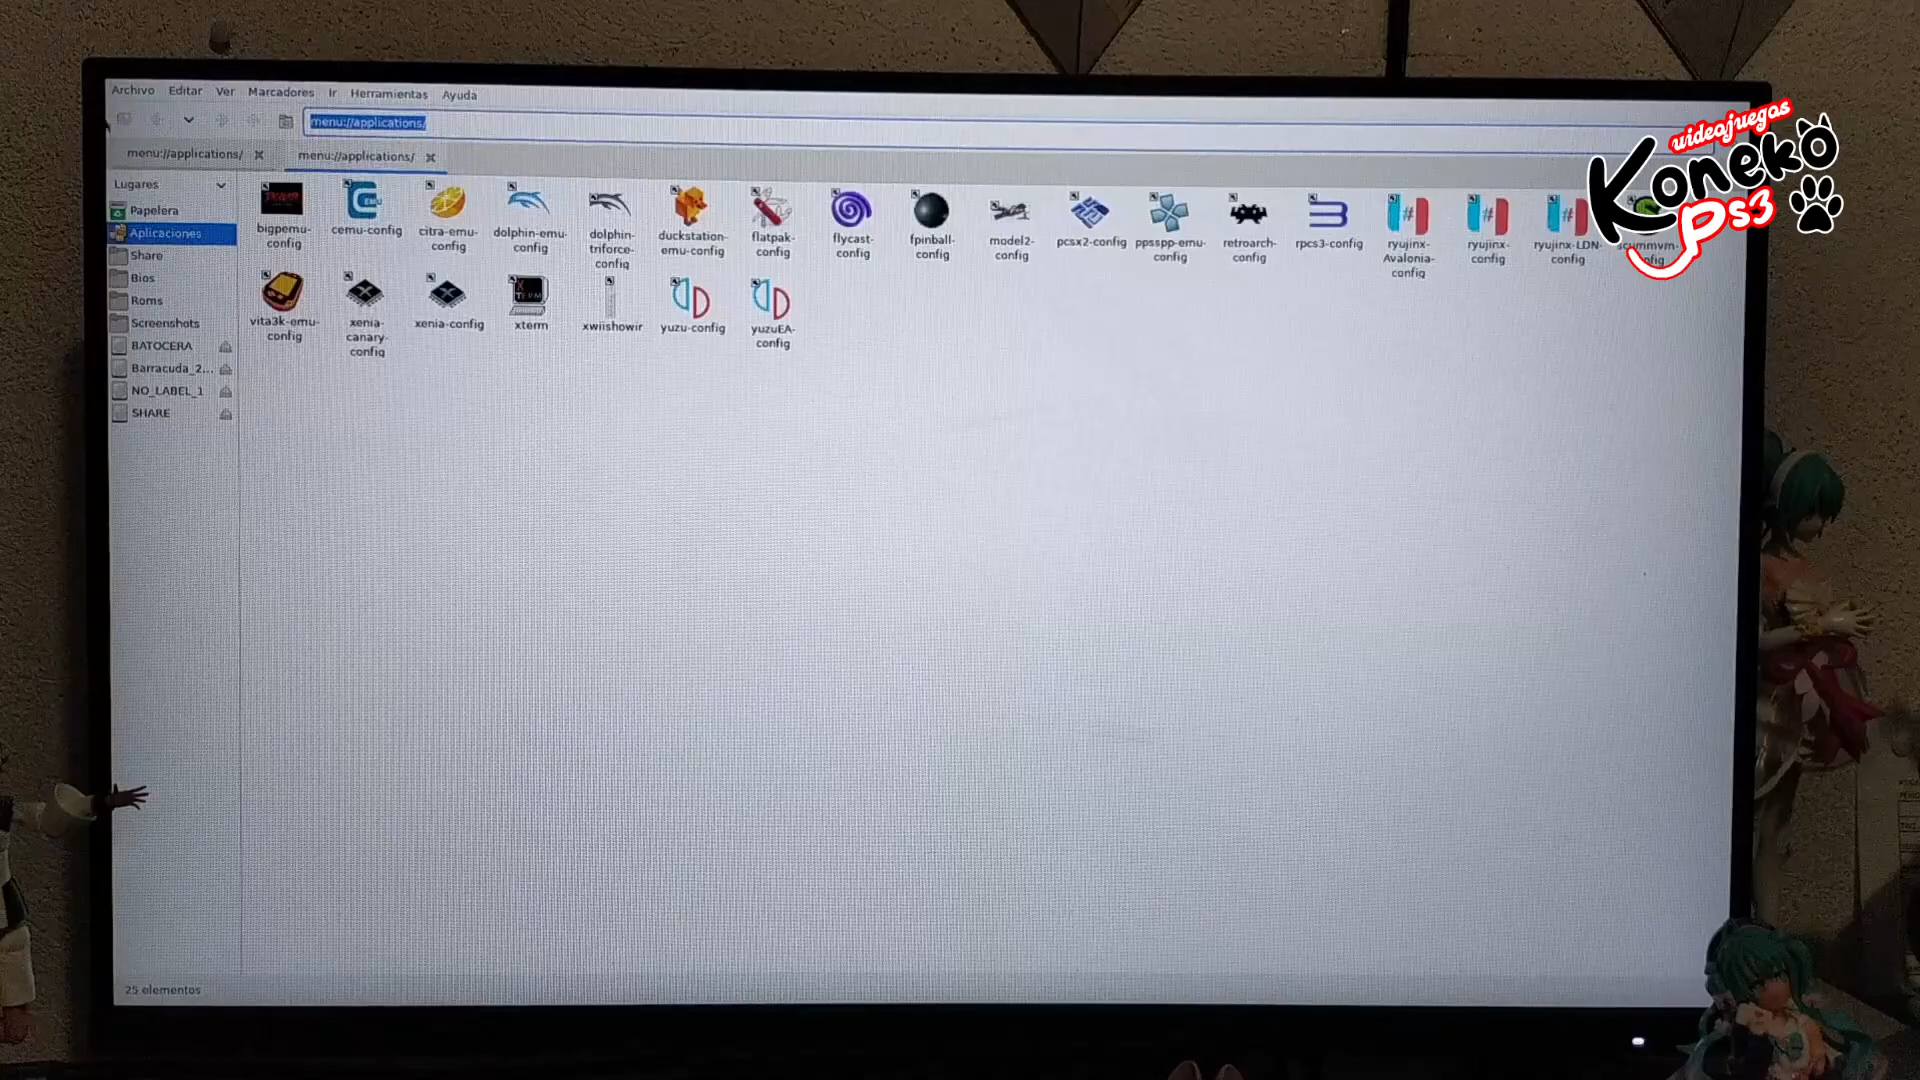 Archivo Editar Ver Marcadores Ir Herramientas Ayuda
menu://applications/
menu://applications/ menu://applications/
Lugares
Papelera
Aplicaciones
Share
Bios
Roms
Screenshots
BATOCERA
Barracuda_2...
NO_LABEL_1
SHARE
bigpemu-config
cemu-config
citra-emu-config
dolphin-emu-config
dolphin-triforce-config
duckstation-emu-config
flatpak-config
flycast-config
fpinball-config
model2-config
pcsx2-config
ppsspp-emu-config
retroarch-config
rpcs3-config
ryujinx-Avalonia-config
ryujinx-config
ryujinx-LDN-config
vita3k-emu-config
xenia-canary-config
xenia-config
xterm
xwiishowir
yuzu-config
yuzuEA-config
25 elementos
videojuegos
Koneko
Ps3